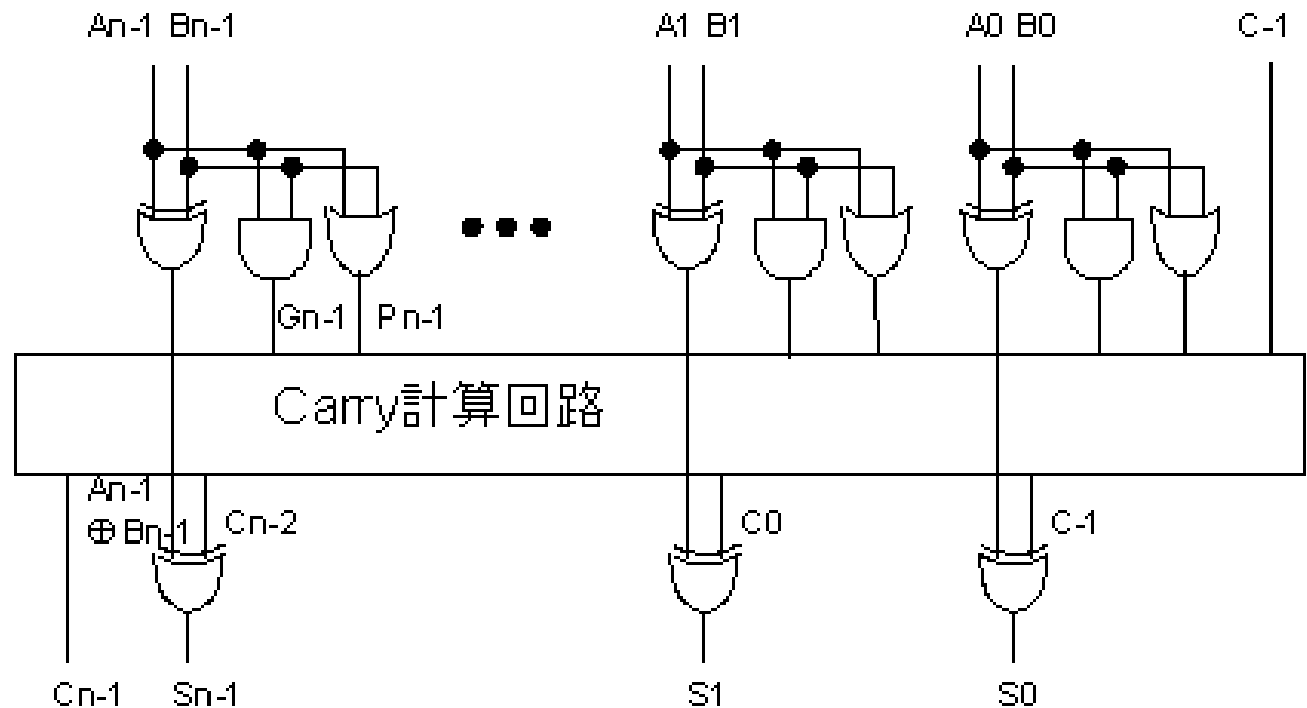 An-1 Bn-1
A1 B1
A0 B0
C-1
Gn-1
Pn-1
Carry計算回路
An-1
⊕Bn-1
Cn-2
C0
C-1
Cn-1
Sn-1
S1
S0